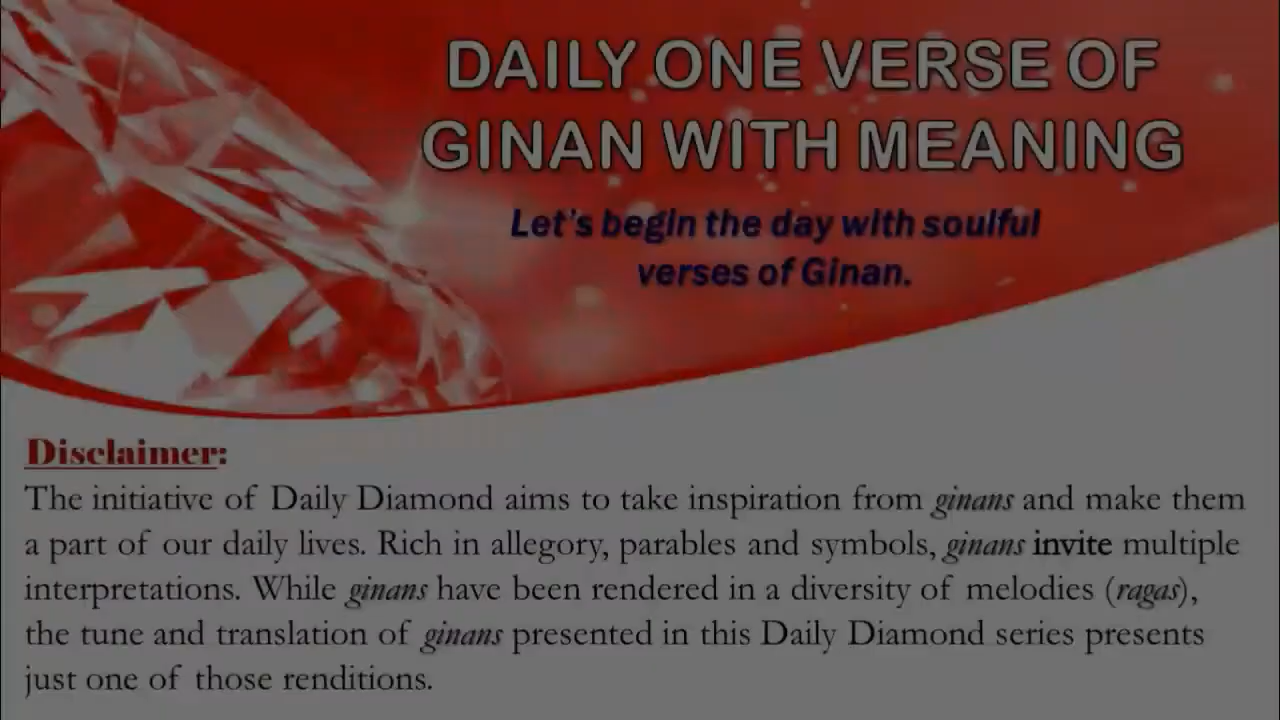 DAILY ONE VERSE OF
GINAN WITH MEANING
Let's begin the day with soulful
verses of Ginan.
Disclaimer:
The initiative of Daily Diamond aims to take inspiration from ginans and make them
a part of our daily lives. Rich in allegory, parables and symbols, ginans invite multiple
interpretations. While ginans have been rendered in a diversity of melodies (ragas),
the tune and translation of ginans presented in this Daily Diamond series presents
just one of those renditions.